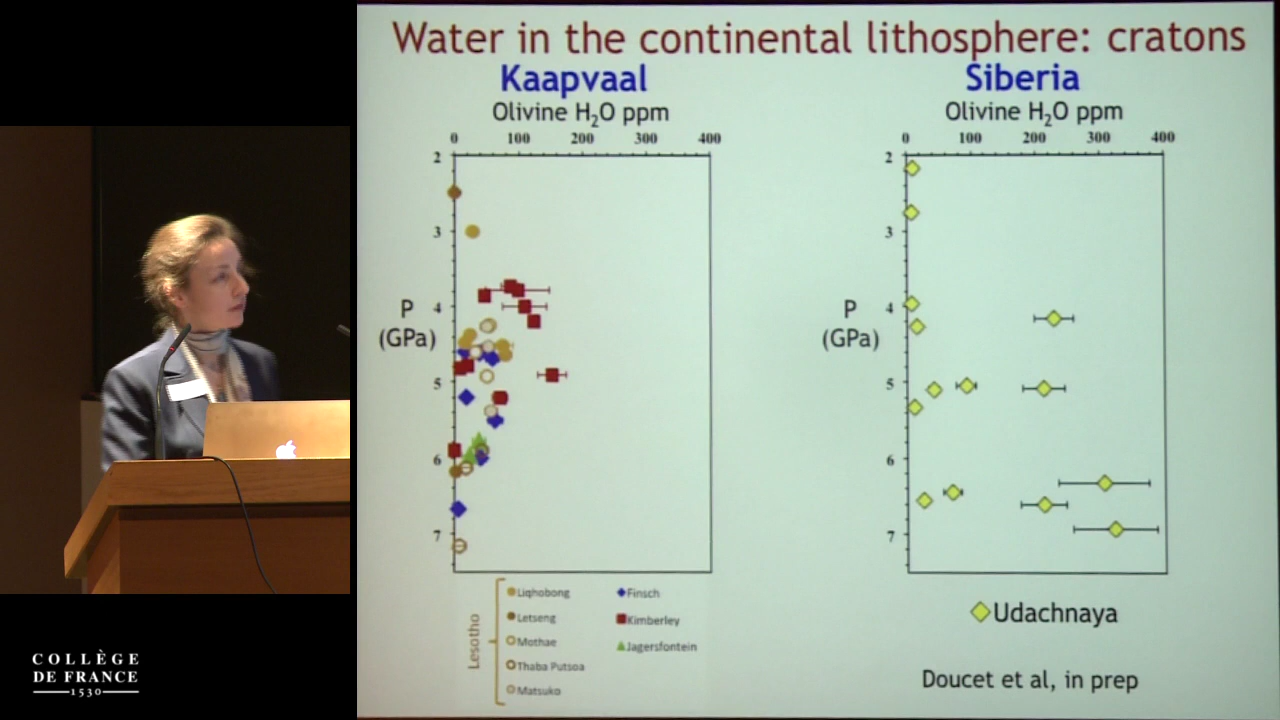 Water in the continental lithosphere: cratons
Kaapvaal
Olivine H₂O ppm
0 100 200 300 400
2
3
4
5
6
7
P
(GPa)
Lesotho
Liqhobong
Letseng
Mothae
Thaba Putsoa
Matsuko
Finsch
Kimberley
Jagersfontein
Siberia
Olivine H₂O ppm
0 100 200 300 400
2
3
4
5
6
7
P
(GPa)
Udachnaya
Doucet et al, in prep
COLLÈGE
DE FRANCE
1530